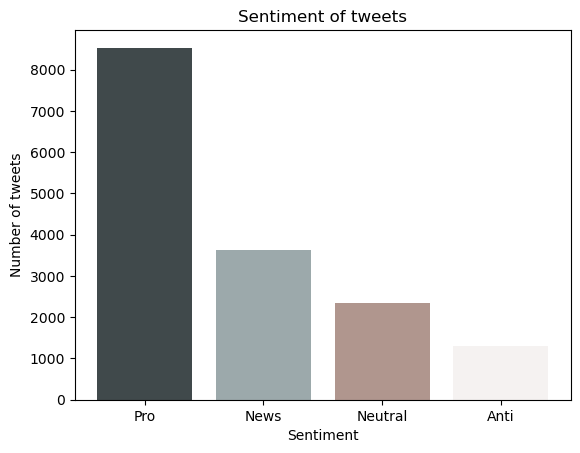 Sentiment of tweets
Number of tweets
8000
7000
6000
5000
4000
3000
2000
1000
0
Pro News Neutral Anti
Sentiment